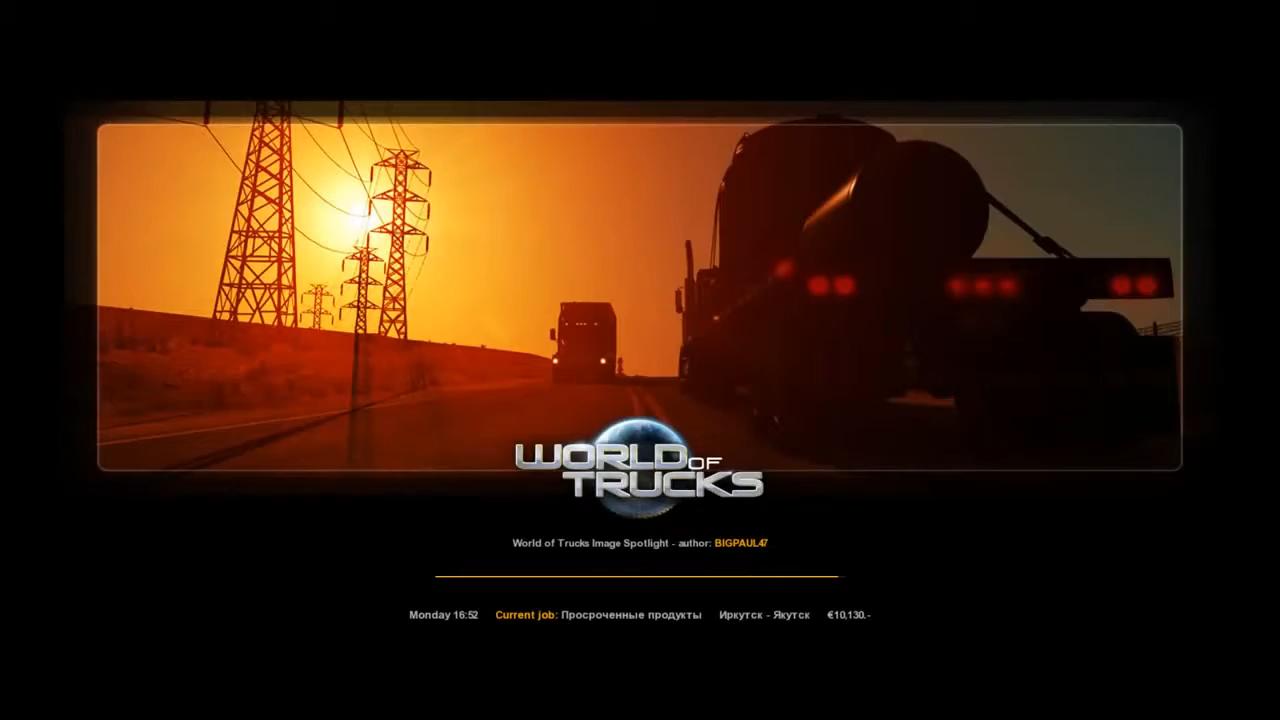 WORLD OF
TRUCKS
World of Trucks Image Spotlight - author: BIGPAUL47
Monday 16:52 Current job: Просроченные продукты Иркутск - Якутск €10,130.-